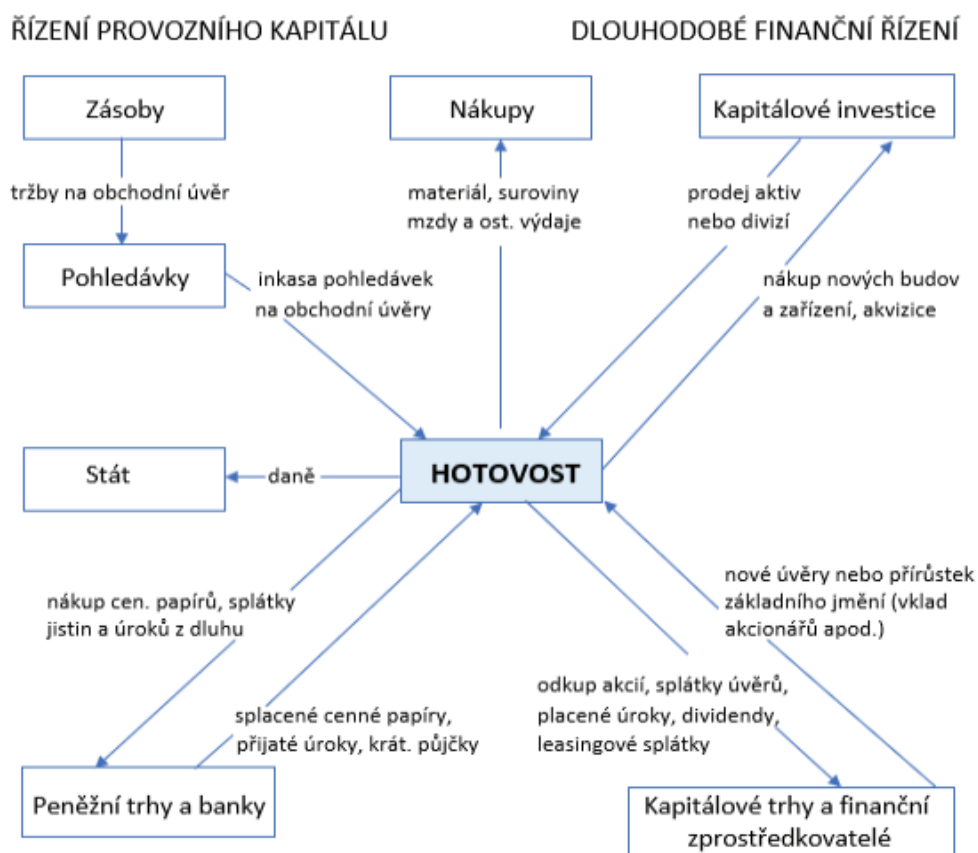 ŘÍZENÍ PROVOZNÍHO KAPITÁLU
DLOUHODOBÉ FINANČNÍ ŘÍZENÍ
Zásoby
Nákupy
Kapitálové investice
tržby na obchodní úvěr
materiál, suroviny
mzdy a ost. výdaje
prodej aktiv
nebo divizí
Pohledávky
inkasa pohledávek
na obchodní úvěry
nákup nových budov
a zařízení, akvizice
Stát
daně
HOTOVOST
nákup cen. papírů, splátky
jistin a úroků z dluhu
nové úvěry nebo přírůstek
základního jmění (vklad
akcionářů apod.)
splacené cenné papíry,
přijaté úroky, krát. půjčky
odkup akcií, splátky úvěrů,
placené úroky, dividendy,
leasingové splátky
Peněžní trhy a banky
Kapitálové trhy a finanční
zprostředkovatelé